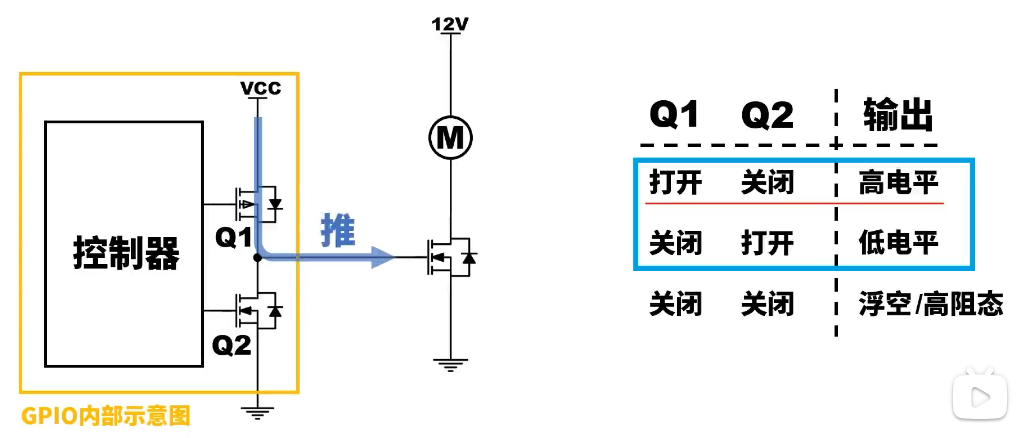 12V
VCC
M
Q1
推
控制器
Q2
GPIO内部示意图
Q1 Q2 输出
打开 关闭 高电平
关闭 打开 低电平
关闭 关闭 浮空/高阻态